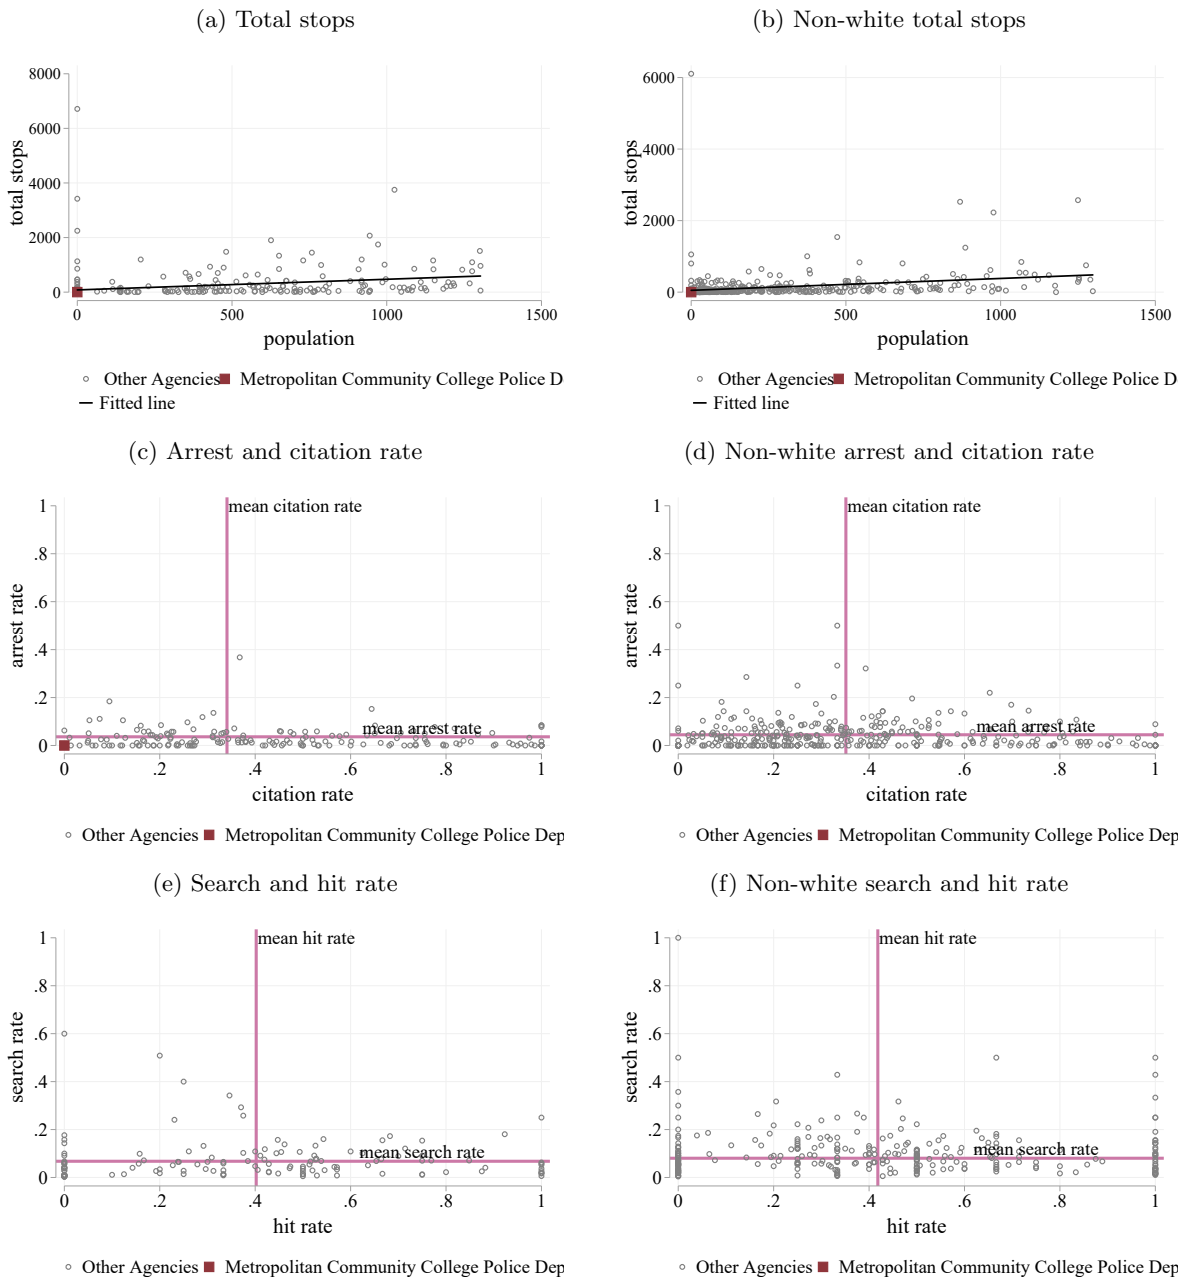 (a) Total stops
total stops
8000
6000
4000
2000
0
0 500 1000 1500
population
Other Agencies Metropolitan Community College Police D
Fitted line
(b) Non-white total stops
total stops
6000
4000
2000
0
0 500 1000 1500
population
Other Agencies Metropolitan Community College Police D
Fitted line
(c) Arrest and citation rate
arrest rate
1
.8
.6
.4
.2
0
mean citation rate
mean arrest rate
0 .2 .4 .6 .8 1
citation rate
Other Agencies Metropolitan Community College Police Dep
(d) Non-white arrest and citation rate
arrest rate
1
.8
.6
.4
.2
0
mean citation rate
mean arrest rate
0 .2 .4 .6 .8 1
citation rate
Other Agencies Metropolitan Community College Police Dep
(e) Search and hit rate
search rate
1
.8
.6
.4
.2
0
mean hit rate
mean search rate
0 .2 .4 .6 .8 1
hit rate
Other Agencies Metropolitan Community College Police Dep
(f) Non-white search and hit rate
search rate
1
.8
.6
.4
.2
0
mean hit rate
mean search rate
0 .2 .4 .6 .8 1
hit rate
Other Agencies Metropolitan Community College Police Dep